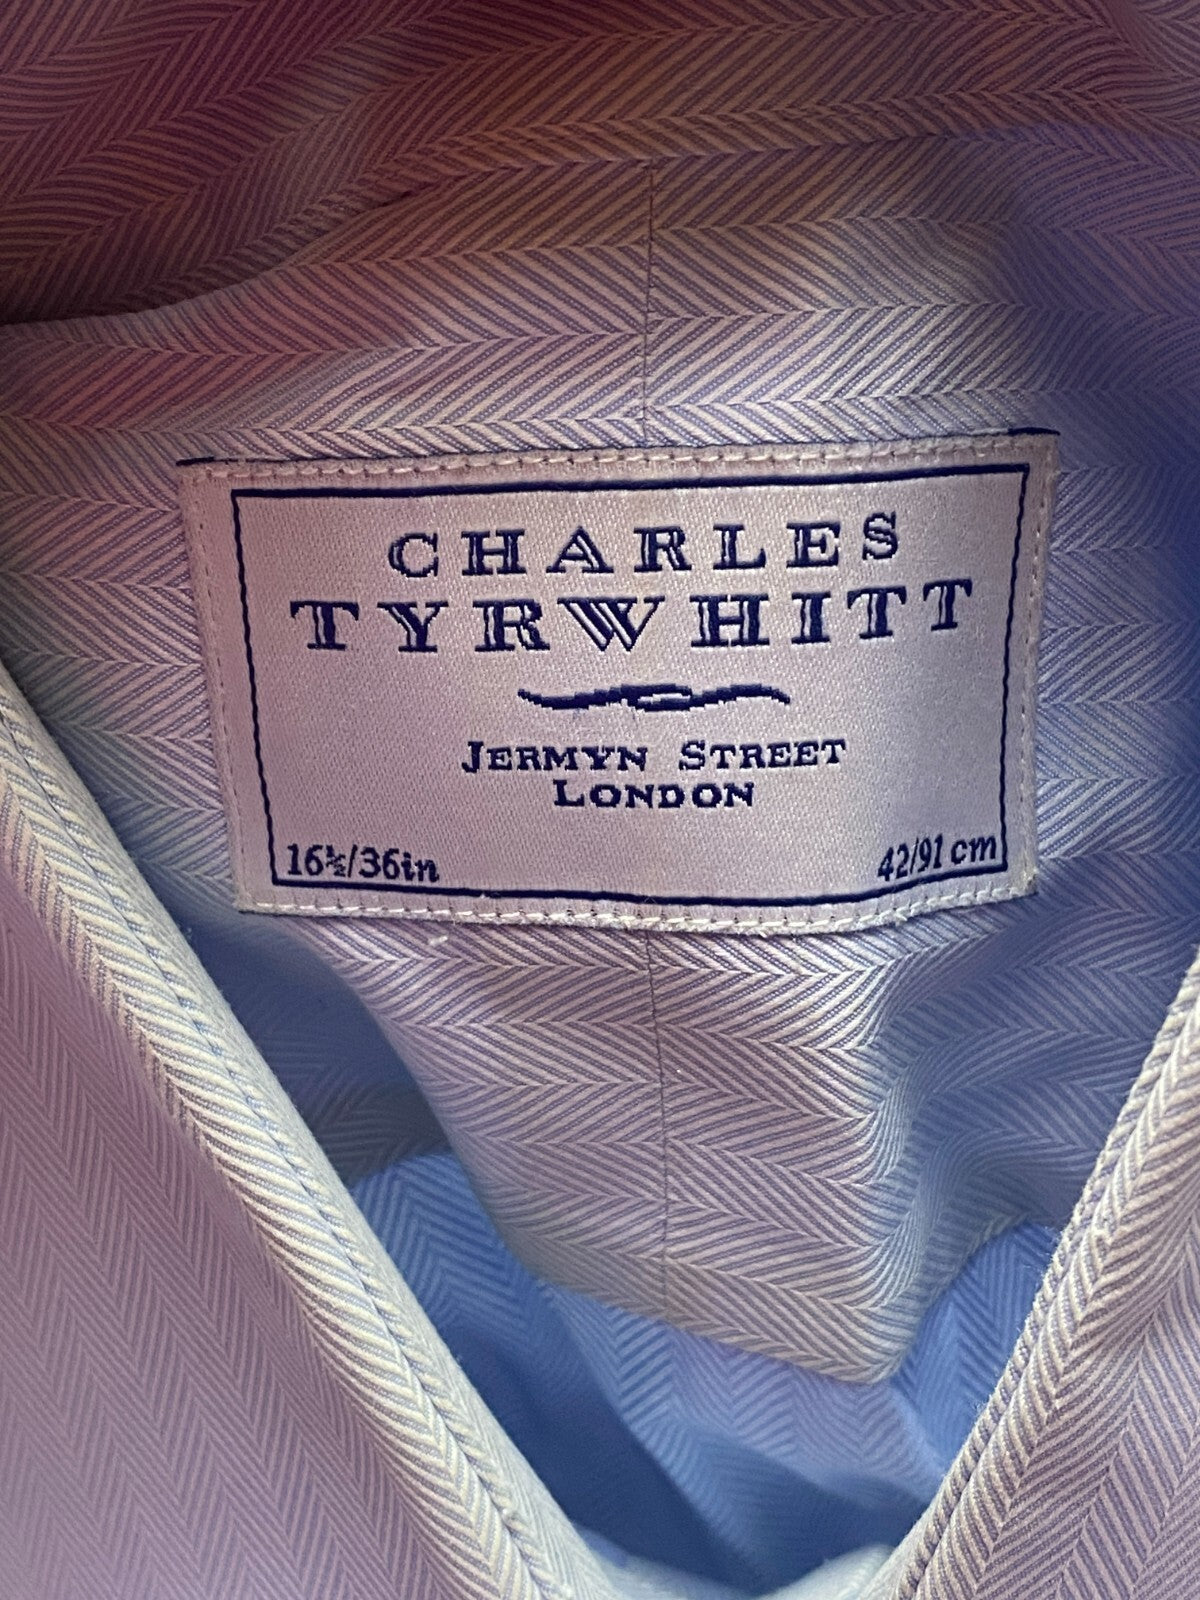 CHARLES
TYRWHITT
JERMYN STREET
LONDON
16½/36in 42/91 cm